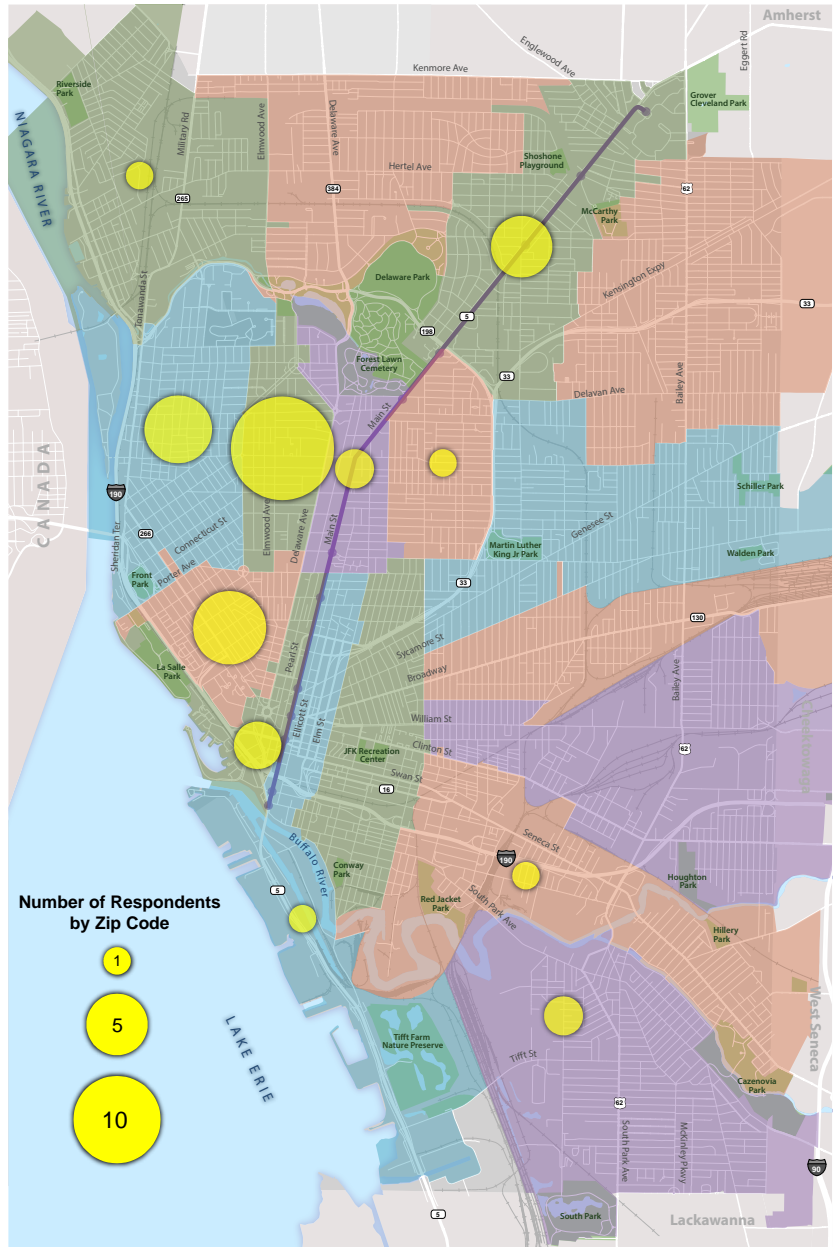 Amherst
Eggert Rd
Englewood Ave
Kenmore Ave
Riverside
Park
Grover
Cleveland Park
NIAGARA RIVER
Military Rd
Elmwood Ave
Delaware Ave
Hertel Ave
Shoshone
Playground
265
384
62
McCarthy
Park
Kensington Expy
Delaware Park
Tonawanda St
5
33
198
Forest Lawn
Cemetery
33
Delavan Ave
Bailey Ave
Main St
CANADA
190
Schiller Park
Sheridan Ter
266
Connecticut St
Elmwood Ave
Delaware Ave
Main St
Genesee St
Martin Luther
King Jr Park
Walden Park
Front
Park
Porter Ave
33
130
Sycamore St
La Salle
Park
Pearl St
Broadway
Bailey Ave
Ellicott St
Elm St
William St
Cheektowaga
Clinton St
62
JFK Recreation
Center
Swan St
16
Buffalo River
Seneca St
190
Conway
Park
Houghton
Park
5
Red Jacket
Park
South Park Ave
Hillery
Park
Number of Respondents
by Zip Code
1
5
10
LAKE ERIE
West Seneca
Tifft Farm
Nature Preserve
Tifft St
Cazenovia
Park
62
South Park Ave
McKinley Pkwy
90
5
South Park
Lackawanna